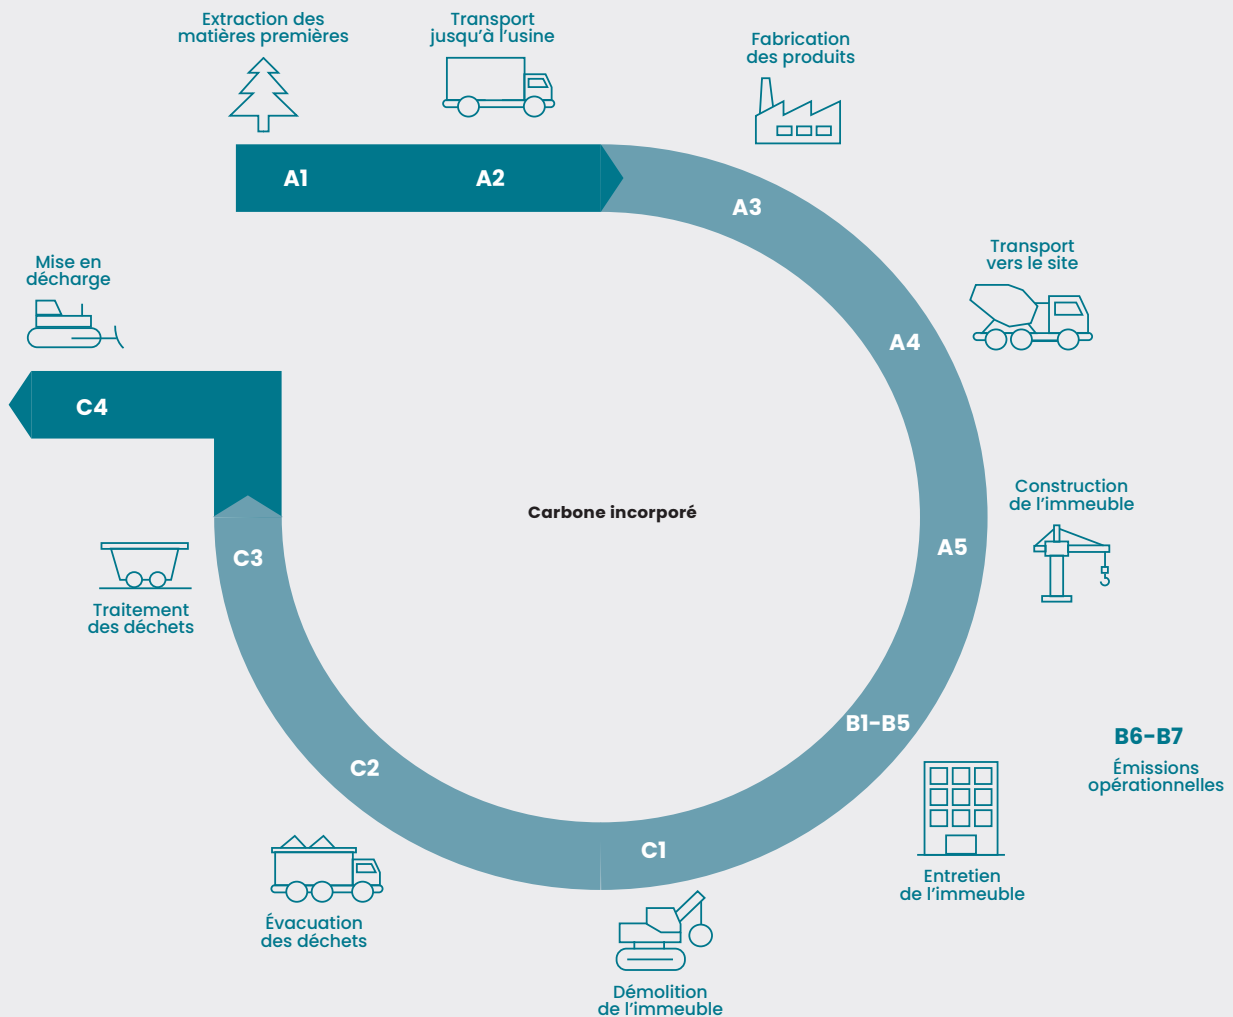 Extraction des
matières premières
Transport
jusqu'à l'usine
Fabrication
des produits
A1
A2
A3
Transport
vers le site
Mise en
décharge
A4
C4
Construction
de l'immeuble
Carbone incorporé
A5
C3
Traitement
des déchets
B1-B5
B6-B7
Émissions
opérationnelles
C2
C1
Entretien
de l'immeuble
Évacuation
des déchets
Démolition
de l'immeuble